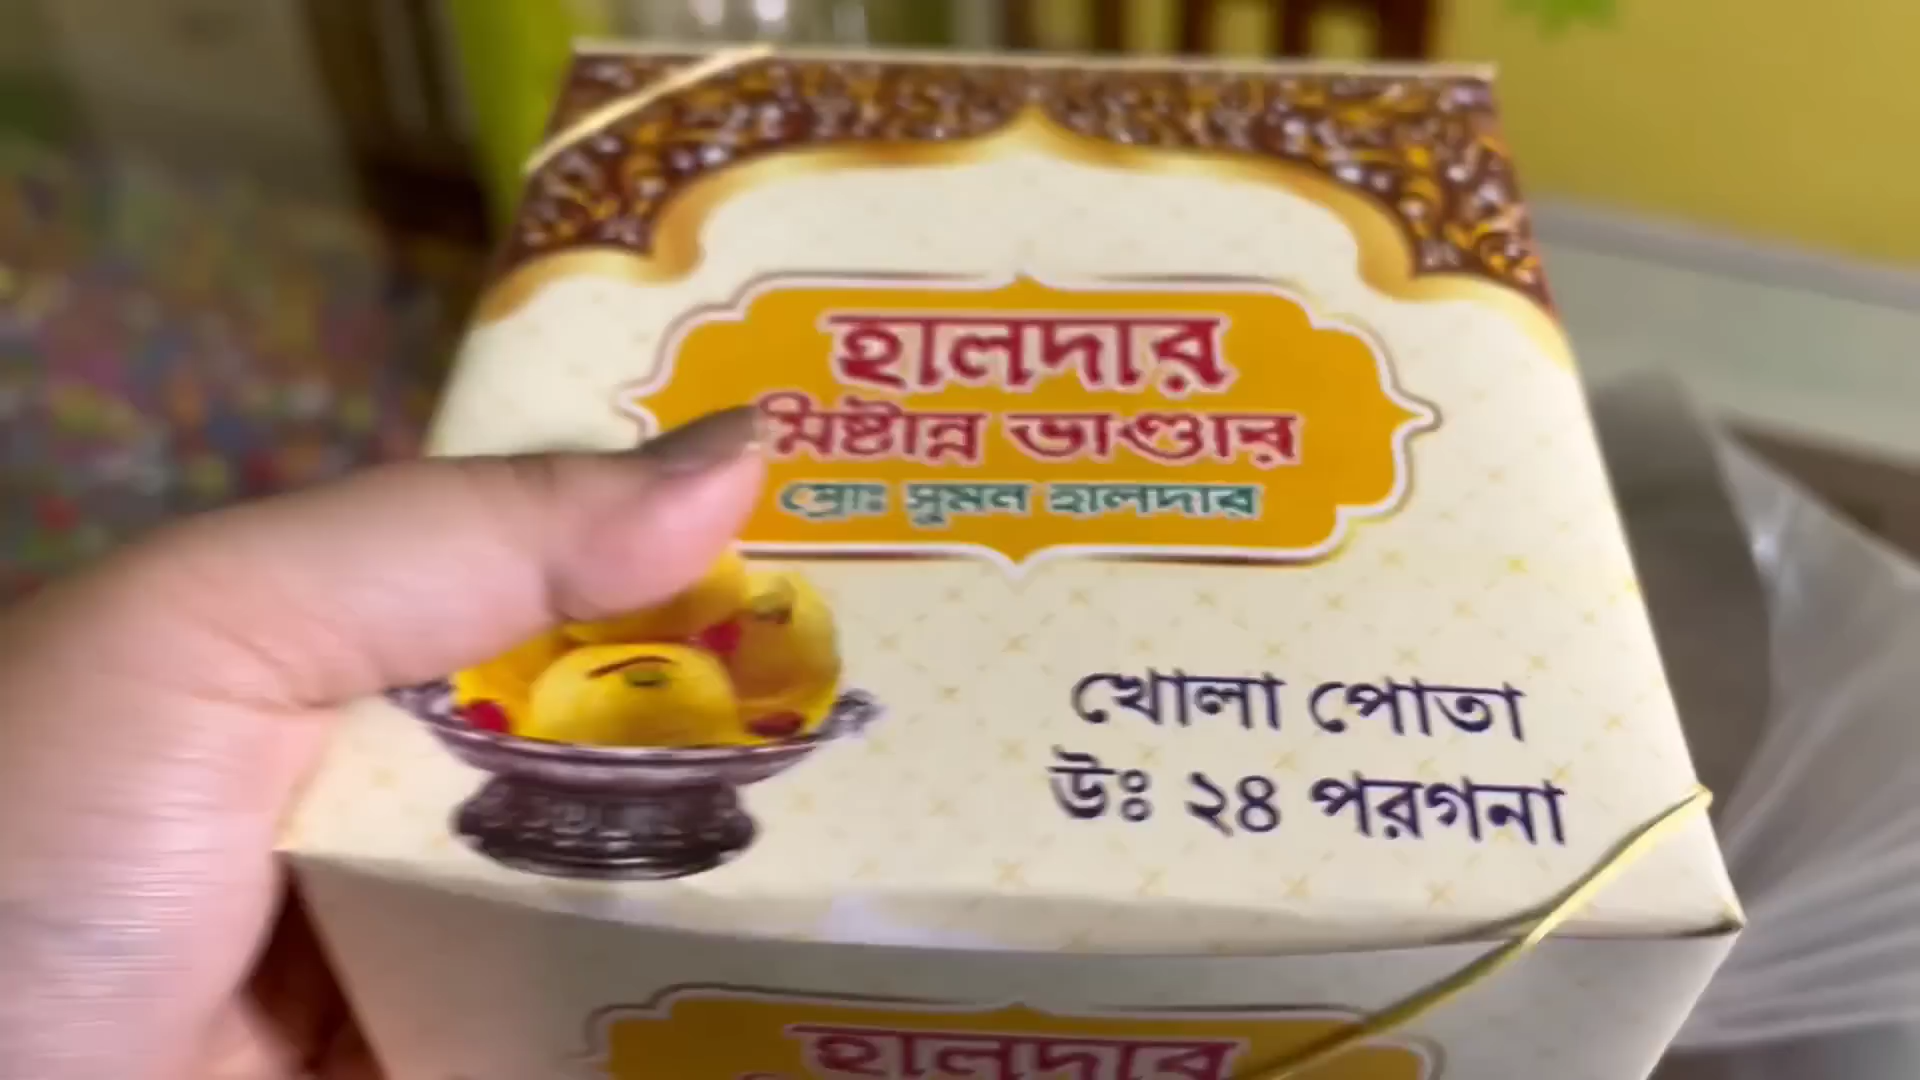 হালদার
মিষ্টান্ন ভাণ্ডার
প্রোঃ সুমন হালদার
খোলা পোতা
উঃ ২৪ পরগনা
হালদার